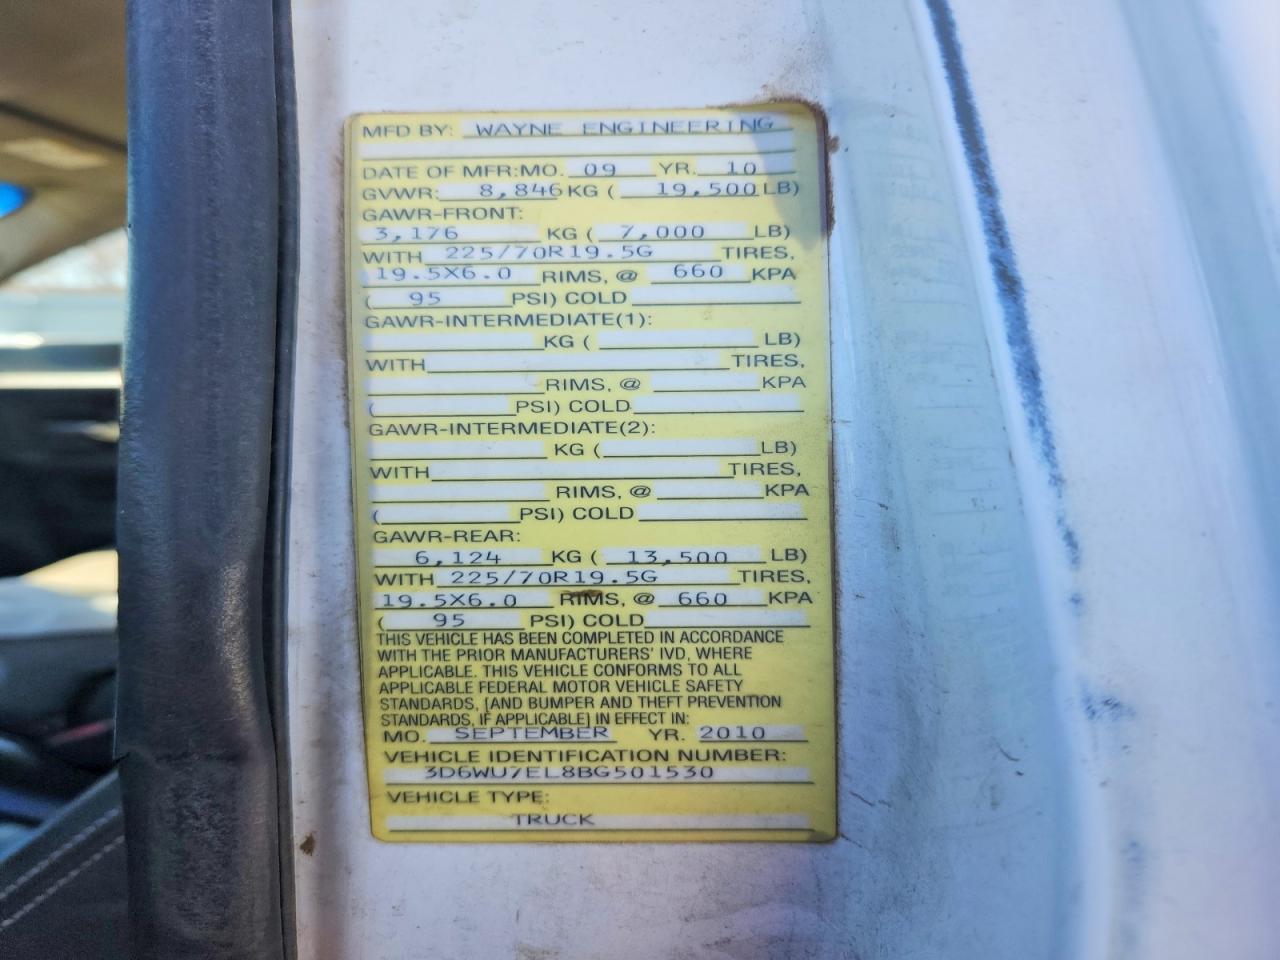 MFD BY: WAYNE ENGINEERING
DATE OF MFR:MO. 09 YR. 10
GVWR: 8,846 KG ( 19,500 LB)
GAWR-FRONT:
3,176 KG ( 7,000 LB)
WITH 225/70R19.5G TIRES,
19.5X6.0 RIMS, @ 660 KPA
( 95 PSI) COLD
GAWR-INTERMEDIATE(1):
KG ( LB)
WITH TIRES,
RIMS, @ KPA
( PSI) COLD
GAWR-INTERMEDIATE(2):
KG ( LB)
WITH TIRES,
RIMS, @ KPA
( PSI) COLD
GAWR-REAR:
6,124 KG ( 13,500 LB)
WITH 225/70R19.5G TIRES,
19.5X6.0 RIMS, @ 660 KPA
( 95 PSI) COLD
THIS VEHICLE HAS BEEN COMPLETED IN ACCORDANCE
WITH THE PRIOR MANUFACTURERS' IVD, WHERE
APPLICABLE. THIS VEHICLE CONFORMS TO ALL
APPLICABLE FEDERAL MOTOR VEHICLE SAFETY
STANDARDS, [AND BUMPER AND THEFT PREVENTION
STANDARDS, IF APPLICABLE] IN EFFECT IN:
MO. SEPTEMBER YR. 2010
VEHICLE IDENTIFICATION NUMBER:
3D6WU7EL8BG501530
VEHICLE TYPE:
TRUCK